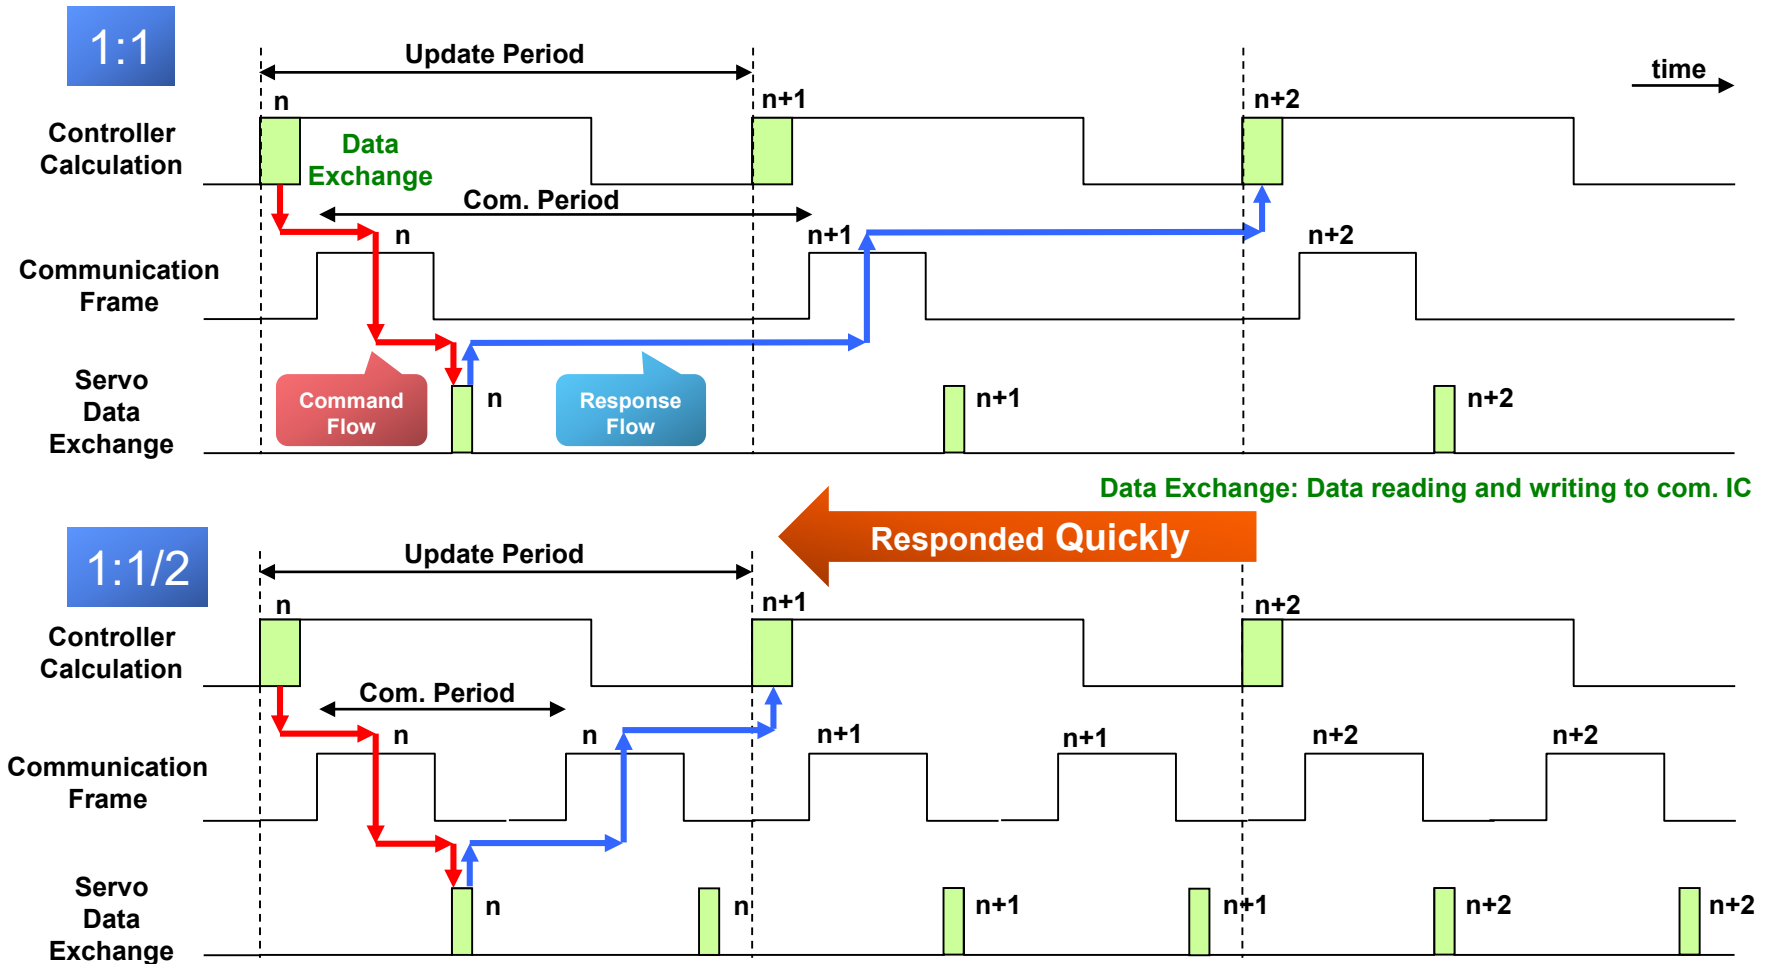 1:1
Update Period
time
n
n+1
n+2
Controller
Calculation
Data
Exchange
Com. Period
n
n+1
n+2
Communication
Frame
Servo
Data
Exchange
Command
Flow
n
Response
Flow
n+1
n+2
Data Exchange: Data reading and writing to com. IC
Responded Quickly
1:1/2
Update Period
n
n+1
n+2
Controller
Calculation
Com. Period
n
n
n+1
n+1
n+2
n+2
Communication
Frame
Servo
Data
Exchange
n
n
n+1
n+1
n+2
n+2